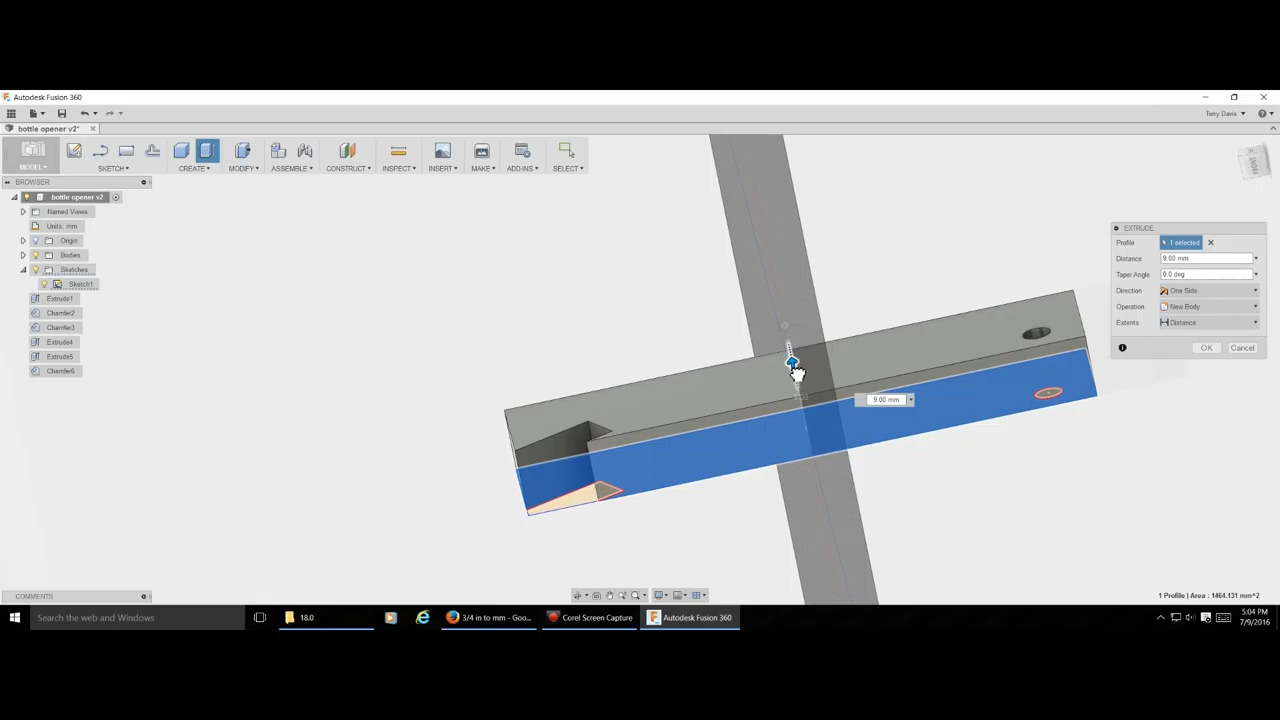 Autodesk Fusion 360
Tony Davis
bottle opener v2*
MODEL
SKETCH
CREATE
MODIFY
ASSEMBLE
CONSTRUCT
INSPECT
INSERT
MAKE
ADD-INS
SELECT
BROWSER
bottle opener v2
Named Views
Units: mm
Origin
Bodies
Sketches
Sketch1
Extrude1
Chamfer2
Chamfer3
Extrude4
Extrude5
Chamfer6
FRONT
EXTRUDE
Profile 1 selected
Distance 9.00 mm
Taper Angle 0.0 deg
Direction One Side
Operation New Body
Extents Distance
OK Cancel
9.00 mm
COMMENTS
1 Profile | Area : 1464.131 mm^2
Search the web and Windows
18.0
3/4 in to mm - Goo...
Corel Screen Capture
Autodesk Fusion 360
5:04 PM
7/9/2016